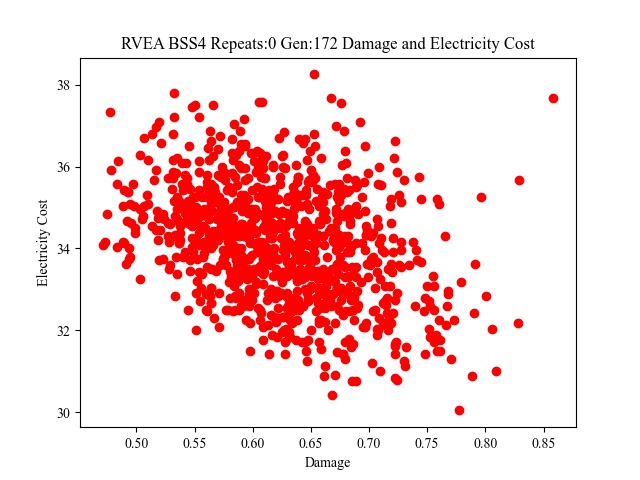 RVEA BSS4 Repeats:0 Gen:172 Damage and Electricity Cost
38
36
34
32
30
Electricity Cost
0.50 0.55 0.60 0.65 0.70 0.75 0.80 0.85
Damage